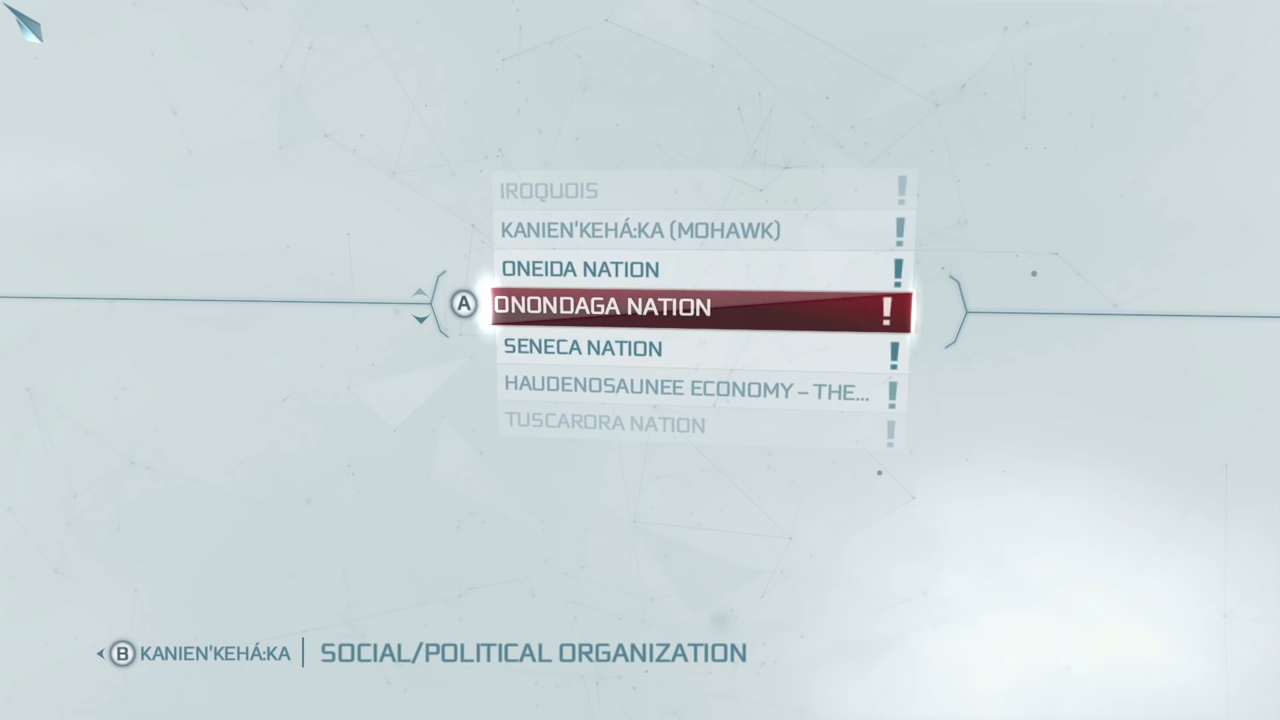 IROQUOIS !
KANIEN'KEHÁ:KA (MOHAWK) !
ONEIDA NATION !
A ONONDAGA NATION !
SENECA NATION !
HAUDENOSAUNEE ECONOMY – THE... !
TUSCARORA NATION !
B KANIEN'KEHÁ:KA | SOCIAL/POLITICAL ORGANIZATION